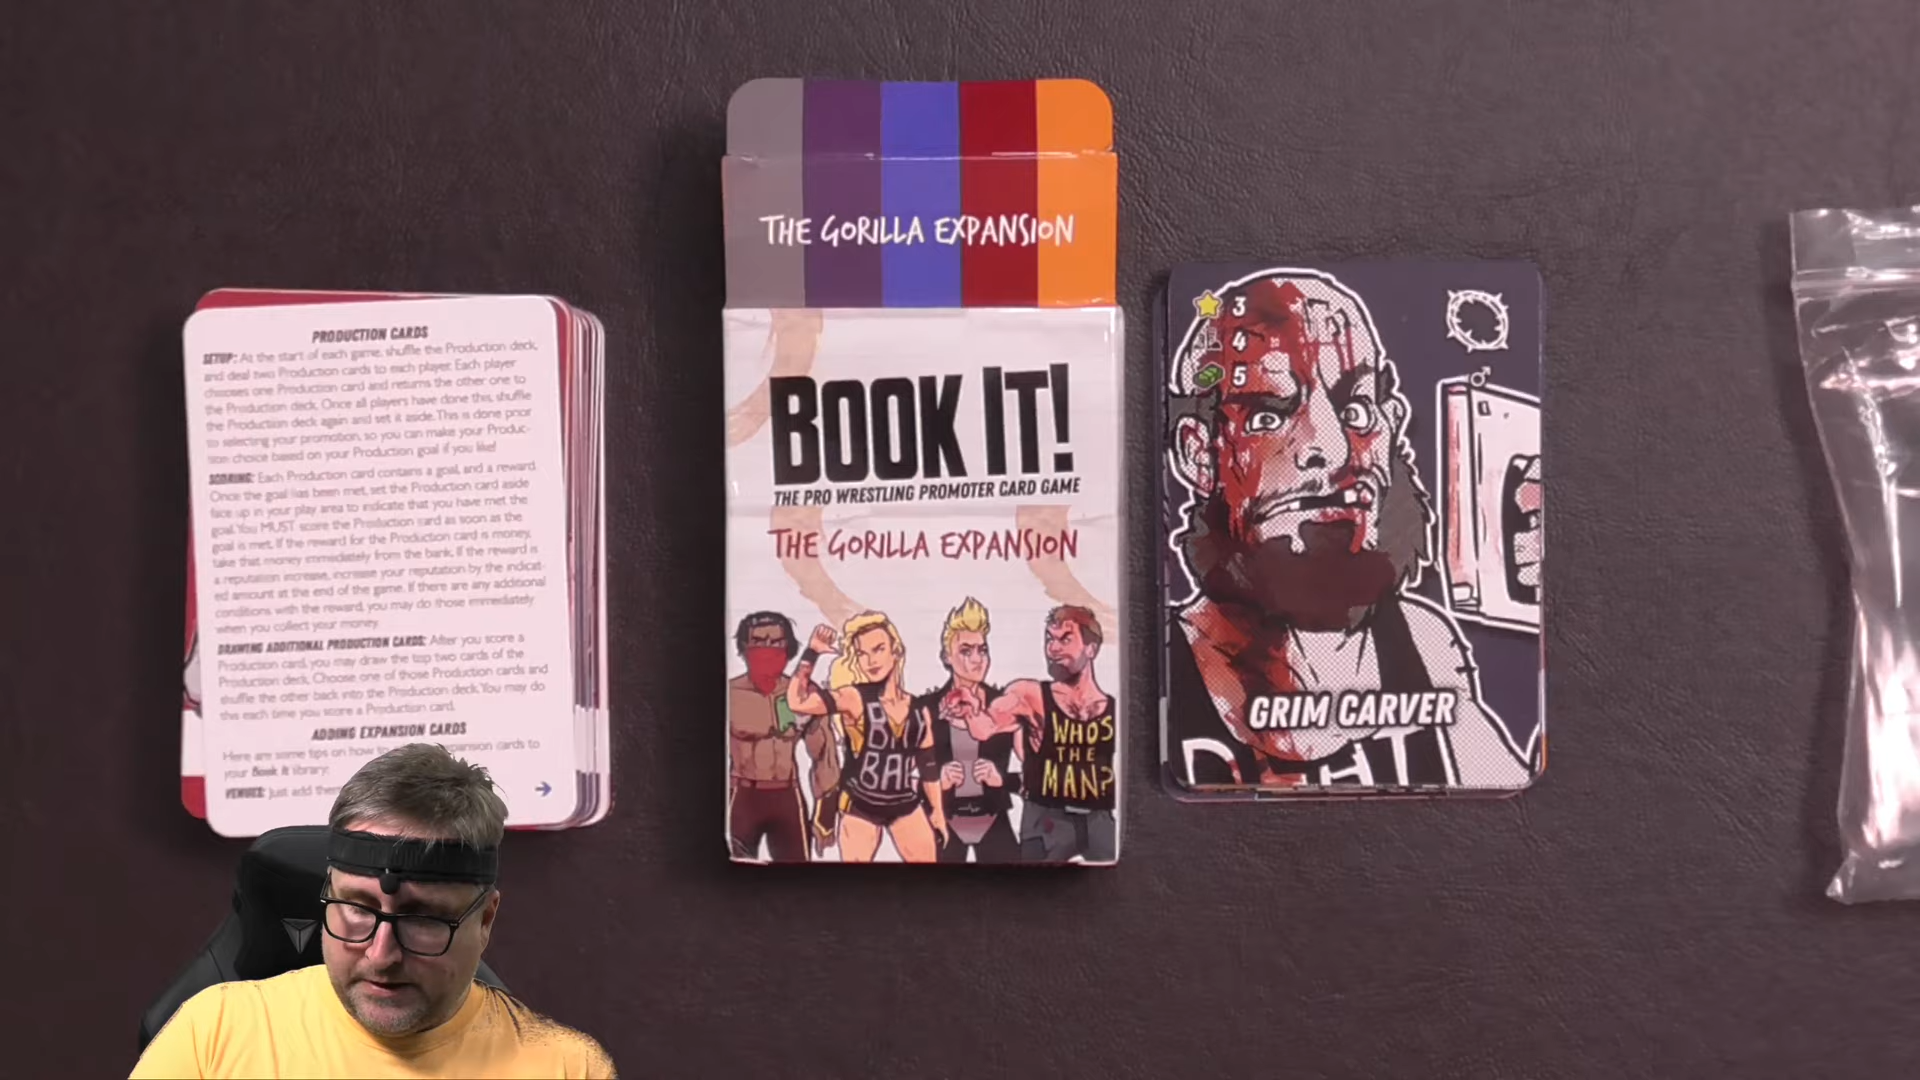 PRODUCTION CARDS
SETUP: At the start of each game, shuffle the Production deck,
and deal two Production cards to each player. Each player
chooses one Production card and returns the other one to
the Production deck. Once all players have done this, shuffle
the Production deck again and set it aside. This is done prior
to selecting your promotion, so you can make your Produc-
tion choice based on your Production goal if you like!
SCORING: Each Production card contains a goal, and a reward.
Once the goal has been met, set the Production card aside
face up in your play area to indicate that you have met the
goal. You MUST score the Production card as soon as the
goal is met. If the reward for the Production card is money,
take that money immediately from the bank. If the reward is
a reputation increase, increase your reputation by the indicat-
ed amount at the end of the game. If there are any additional
conditions with the reward, you may do those immediately
when you collect your money.
DRAWING ADDITIONAL PRODUCTION CARDS: After you score a
Production card, you may draw the top two cards of the
Production deck. Choose one of those Production cards and
shuffle the other back into the Production deck. You may do
this each time you score a Production card.
ADDING EXPANSION CARDS
Here are some tips on how to expansion cards to
your Book It library:
VENUES: Just add
THE GORILLA EXPANSION
BOOK IT!
THE PRO WRESTLING PROMOTER CARD GAME
THE GORILLA EXPANSION
WHO'S
THE
MAN?
3
4
5
GRIM CARVER